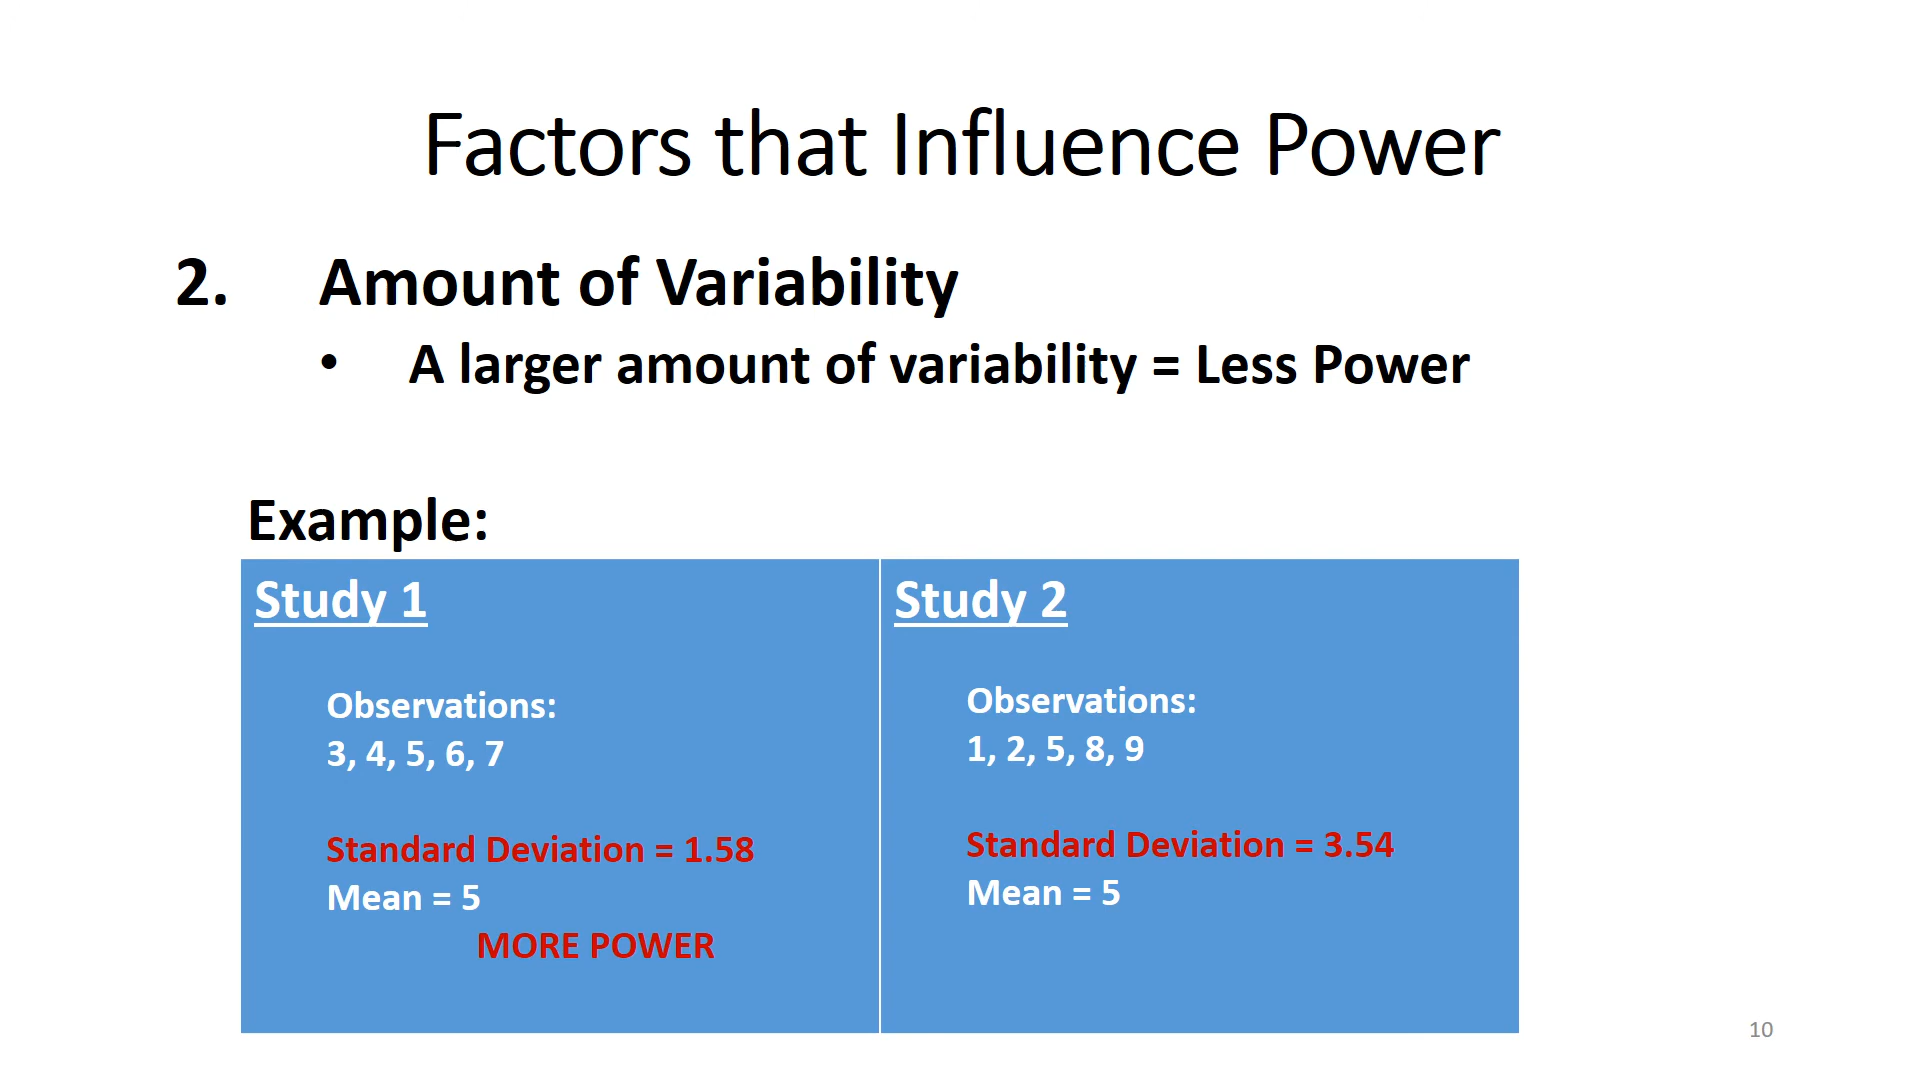 Factors that Influence Power
2. Amount of Variability
• A larger amount of variability = Less Power
Example:
Study 1
Observations:
3, 4, 5, 6, 7
Standard Deviation = 1.58
Mean = 5
MORE POWER
Study 2
Observations:
1, 2, 5, 8, 9
Standard Deviation = 3.54
Mean = 5
10